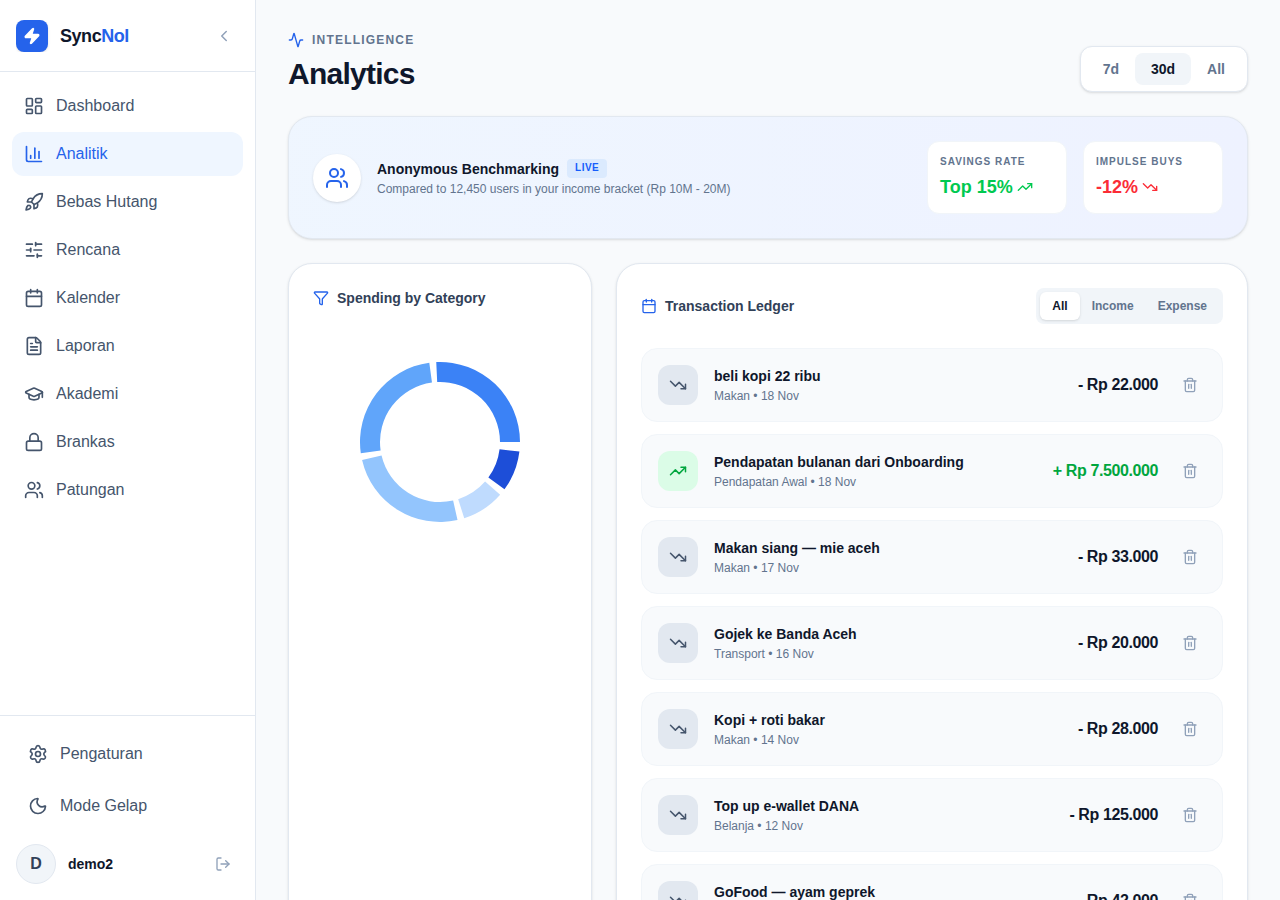 SyncNol
Dashboard
Analitik
Bebas Hutang
Rencana
Kalender
Laporan
Akademi
Brankas
Patungan
Pengaturan
Mode Gelap
D
demo2
INTELLIGENCE
Analytics
7d
30d
All
Anonymous Benchmarking
LIVE
Compared to 12,450 users in your income bracket (Rp 10M - 20M)
SAVINGS RATE
Top 15%
IMPULSE BUYS
-12%
Spending by Category
Transaction Ledger
All
Income
Expense
beli kopi 22 ribu
Makan • 18 Nov
- Rp 22.000
Pendapatan bulanan dari Onboarding
Pendapatan Awal • 18 Nov
+ Rp 7.500.000
Makan siang — mie aceh
Makan • 17 Nov
- Rp 33.000
Gojek ke Banda Aceh
Transport • 16 Nov
- Rp 20.000
Kopi + roti bakar
Makan • 14 Nov
- Rp 28.000
Top up e-wallet DANA
Belanja • 12 Nov
- Rp 125.000
GoFood — ayam geprek
- Rp 42.000